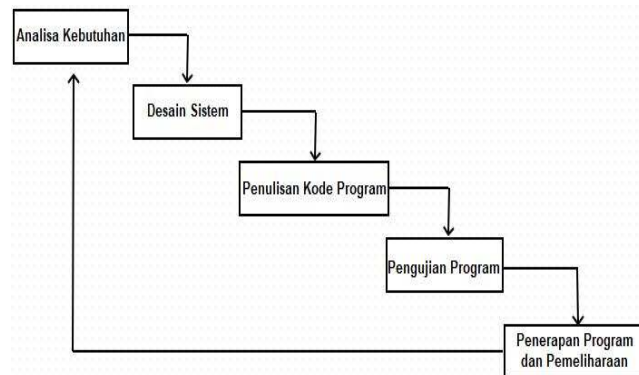 Analisa Kebutuhan
Desain Sistem
Penulisan Kode Program
Pengujian Program
Penerapan Program
dan Pemeliharaan